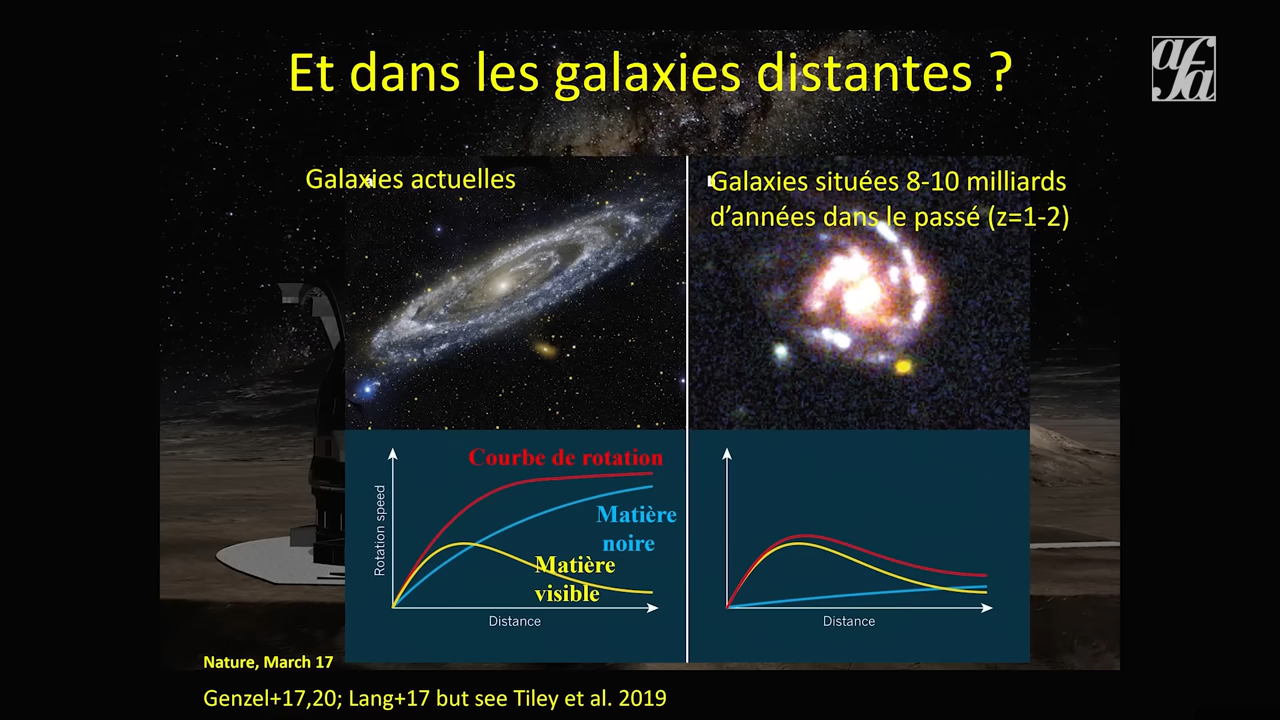 Et dans les galaxies distantes ?
afa
Galaxies actuelles
Galaxies situées 8-10 milliards
d'années dans le passé (z=1-2)
Courbe de rotation
Matière
noire
Matière
visible
Rotation speed
Distance
Distance
Nature, March 17
Genzel+17,20; Lang+17 but see Tiley et al. 2019